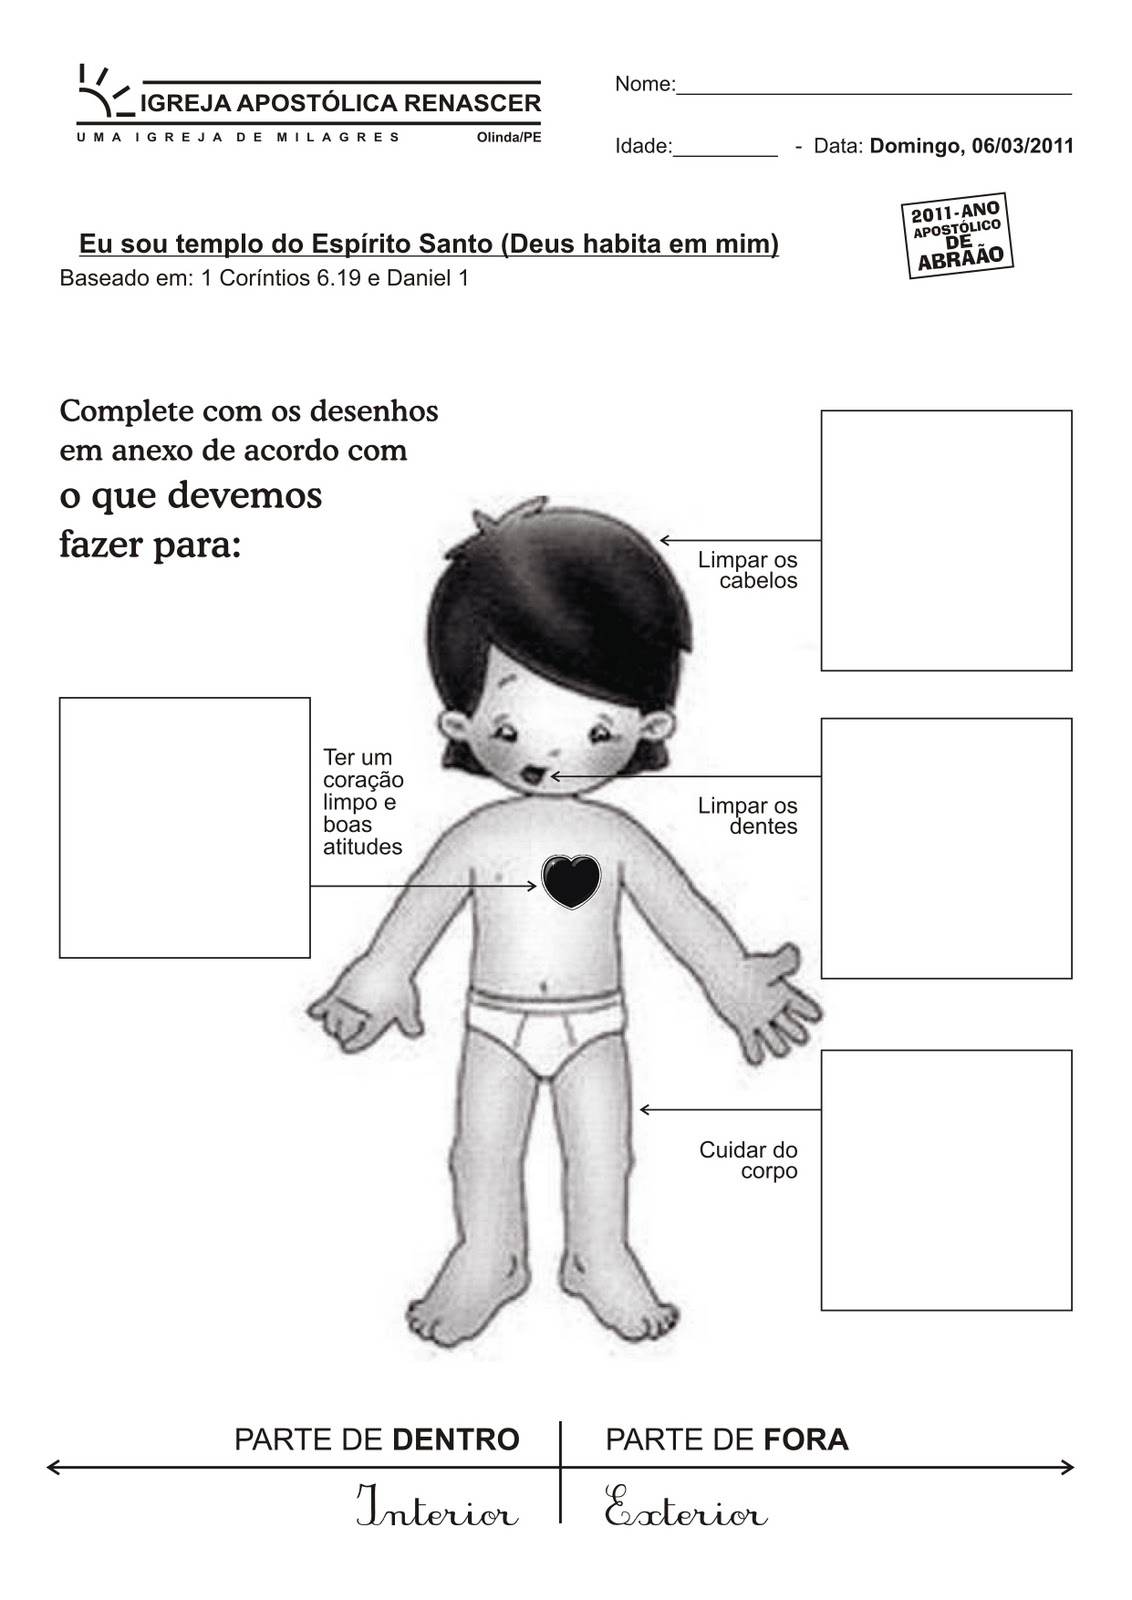 IGREJA APOSTÓLICA RENASCER
UMA IGREJA DE MILAGRES Olinda/PE
Nome:
Idade: - Data: Domingo, 06/03/2011
2011-ANO
APOSTÓLICO
DE
ABRAÃO
Eu sou templo do Espírito Santo (Deus habita em mim)
Baseado em: 1 Coríntios 6.19 e Daniel 1
Complete com os desenhos
em anexo de acordo com
o que devemos
fazer para:
Limpar os
cabelos
Ter um
coração
limpo e
boas
atitudes
Limpar os
dentes
Cuidar do
corpo
PARTE DE DENTRO
PARTE DE FORA
Interior
Exterior